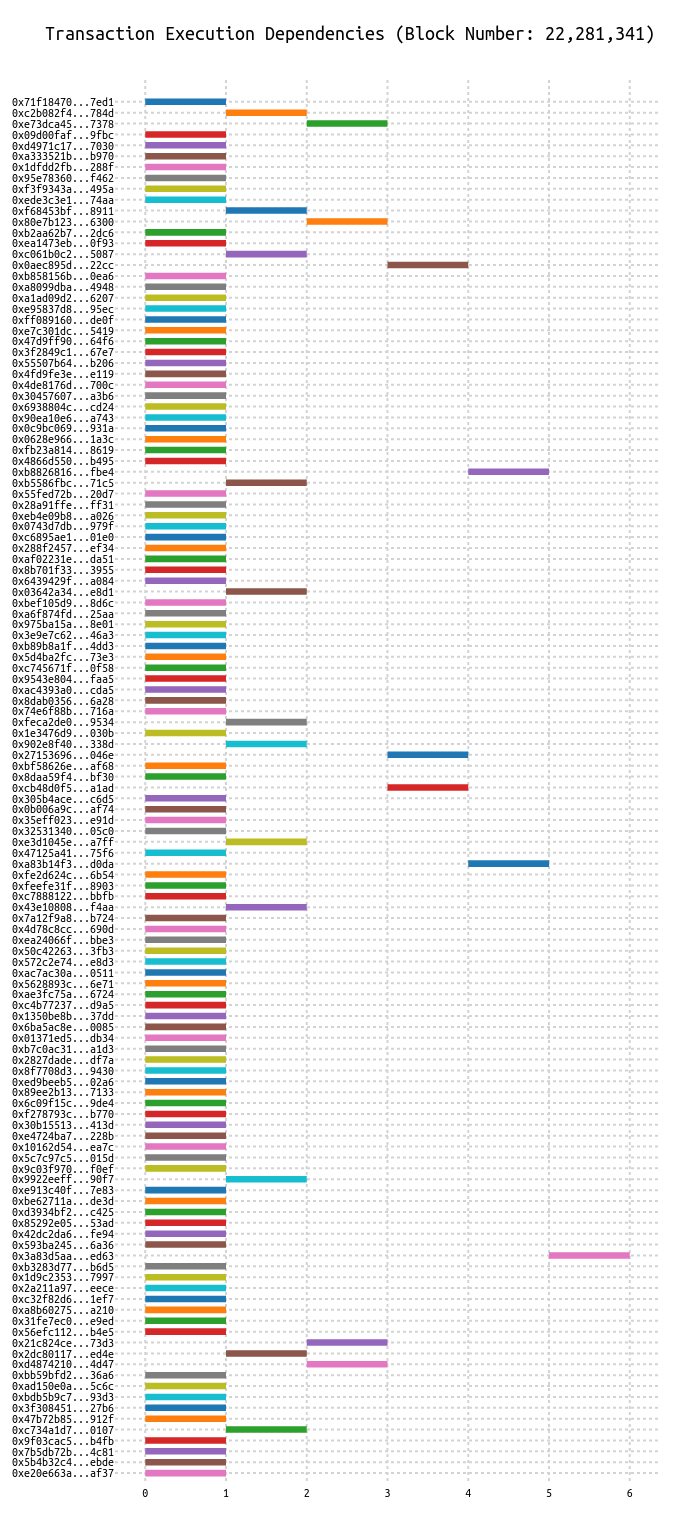 Transaction Execution Dependencies (Block Number: 22,281,341)
0x71f18470...7ed1
0xc2b082f4...784d
0xe73dca45...7378
0x09d00faf...9fbc
0xd4971c17...7030
0xa333521b...b970
0x1dfdd2fb...288f
0x95e78360...f462
0xf3f9343a...495a
0xede3c3e1...74aa
0xf68453bf...8911
0x80e7b123...6300
0xb2aa62b7...2dc6
0xea1473eb...0f93
0xc061b0c2...5087
0x0aec895d...22cc
0xb858156b...0ea6
0xa8099dba...4948
0xa1ad09d2...6207
0xe95837d8...95ec
0xff089160...de0f
0xe7c301dc...5419
0x47d9ff90...64f6
0x3f2849c1...67e7
0x55507b64...b206
0x4fd9fe3e...e119
0x4de8176d...700c
0x30457607...a3b6
0x6938804c...cd24
0x90ea10e6...a743
0x0c9bc069...931a
0x0628e966...1a3c
0xfb23a814...8619
0x4866d550...b495
0xb8826816...fbe4
0xb5586fbc...71c5
0x55fed72b...20d7
0x28a91ffe...ff31
0xeb4e09b8...a026
0x0743d7db...979f
0xc6895ae1...01e0
0x288f2457...ef34
0xaf02231e...da51
0x8b701f33...3955
0x6439429f...a084
0x03642a34...e8d1
0xbef105d9...8d6c
0xa6f874fd...25aa
0x975ba15a...8e01
0x3e9e7c62...46a3
0xb89b8a1f...4dd3
0x5d4ba2fc...73e3
0xc745671f...0f58
0x9543e804...faa5
0xac4393a0...cda5
0x8dab0356...6a28
0x74e6f88b...716a
0xfeca2de0...9534
0x1e3476d9...030b
0x902e8f40...338d
0x27153696...046e
0xbf58626e...af68
0x8daa59f4...bf30
0xcb48d0f5...a1ad
0x305b4ace...c6d5
0x0b006a9c...af74
0x35eff023...e91d
0x32531340...05c0
0xe3d1045e...a7ff
0x47125a41...75f6
0xa83b14f3...d0da
0xfe2d624c...6b54
0xfeefe31f...8903
0xc7888122...bbfb
0x43e10808...f4aa
0x7a12f9a8...b724
0x4d78c8cc...690d
0xea24066f...bbe3
0x50c42263...3fb3
0x572c2e74...e8d3
0xac7ac30a...0511
0x5628893c...6e71
0xae3fc75a...6724
0xc4b77237...d9a5
0x1350be8b...37dd
0x6ba5ac8e...0085
0x01371ed5...db34
0xb7c0ac31...a1d3
0x2827dade...df7a
0x8f7708d3...9430
0xed9beeb5...02a6
0x89ee2b13...7133
0x6c09f15c...9de4
0xf278793c...b770
0x30b15513...413d
0xe4724ba7...228b
0x10162d54...ea7c
0x5c7c97c5...015d
0x9c03f970...f0ef
0x9922eeff...90f7
0xe913c40f...7e83
0xbe62711a...de3d
0xd3934bf2...c425
0x85292e05...53ad
0x42dc2da6...fe94
0x593ba245...6a36
0x3a83d5aa...ed63
0xb3283d77...b6d5
0x1d9c2353...7997
0x2a211a97...eece
0xc32f82d6...1ef7
0xa8b60275...a210
0x31fe7ec0...e9ed
0x56efc112...b4e5
0x21c824ce...73d3
0x2dc80117...ed4e
0xd4874210...4d47
0xbb59bfd2...36a6
0xad150e0a...5c6c
0xbdb5b9c7...93d3
0x3f308451...27b6
0x47b72b85...912f
0xc734a1d7...0107
0x9f03cac5...b4fb
0x7b5db72b...4c81
0x5b4b32c4...ebde
0xe20e663a...af37
0 1 2 3 4 5 6